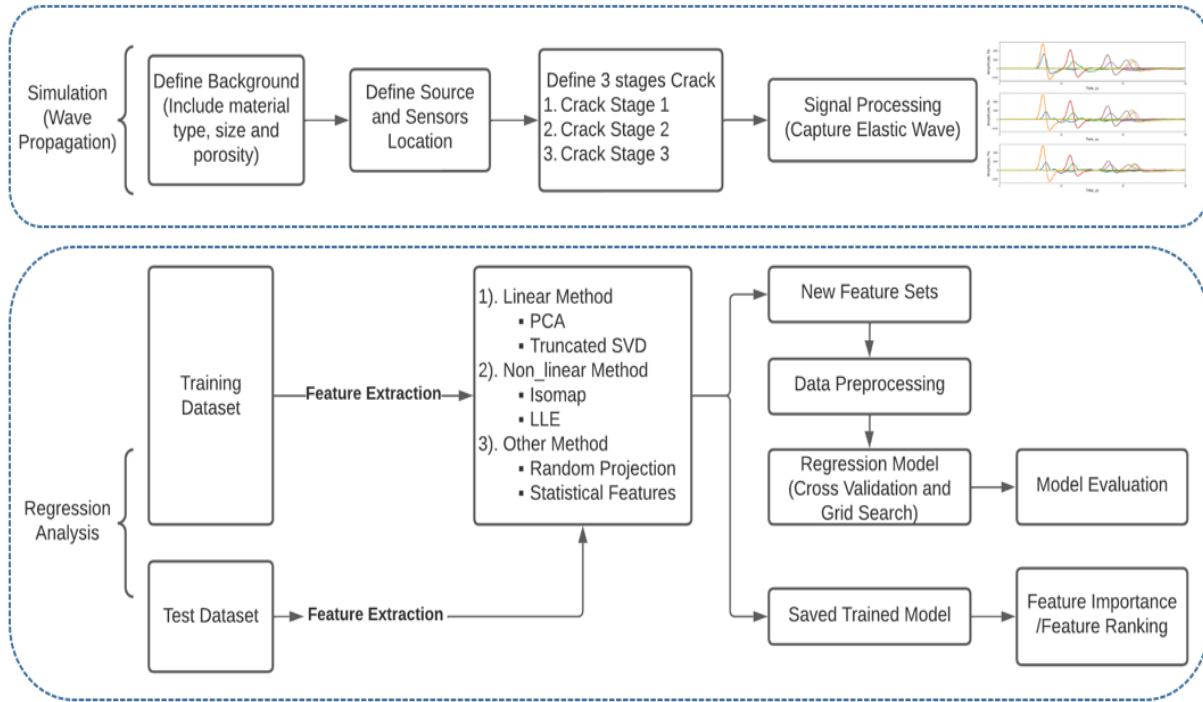 Simulation
(Wave
Propagation)
Define Background
(Include material
type, size and
porosity)
Define Source
and Sensors
Location
Define 3 stages Crack
1. Crack Stage 1
2. Crack Stage 2
3. Crack Stage 3
Signal Processing
(Capture Elastic Wave)
Regression
Analysis
Training
Dataset
Feature Extraction
Test Dataset
Feature Extraction
1). Linear Method
▪ PCA
▪ Truncated SVD
2). Non_linear Method
▪ Isomap
▪ LLE
3). Other Method
▪ Random Projection
▪ Statistical Features
New Feature Sets
Data Preprocessing
Regression Model
(Cross Validation and
Grid Search)
Model Evaluation
Saved Trained Model
Feature Importance
/Feature Ranking